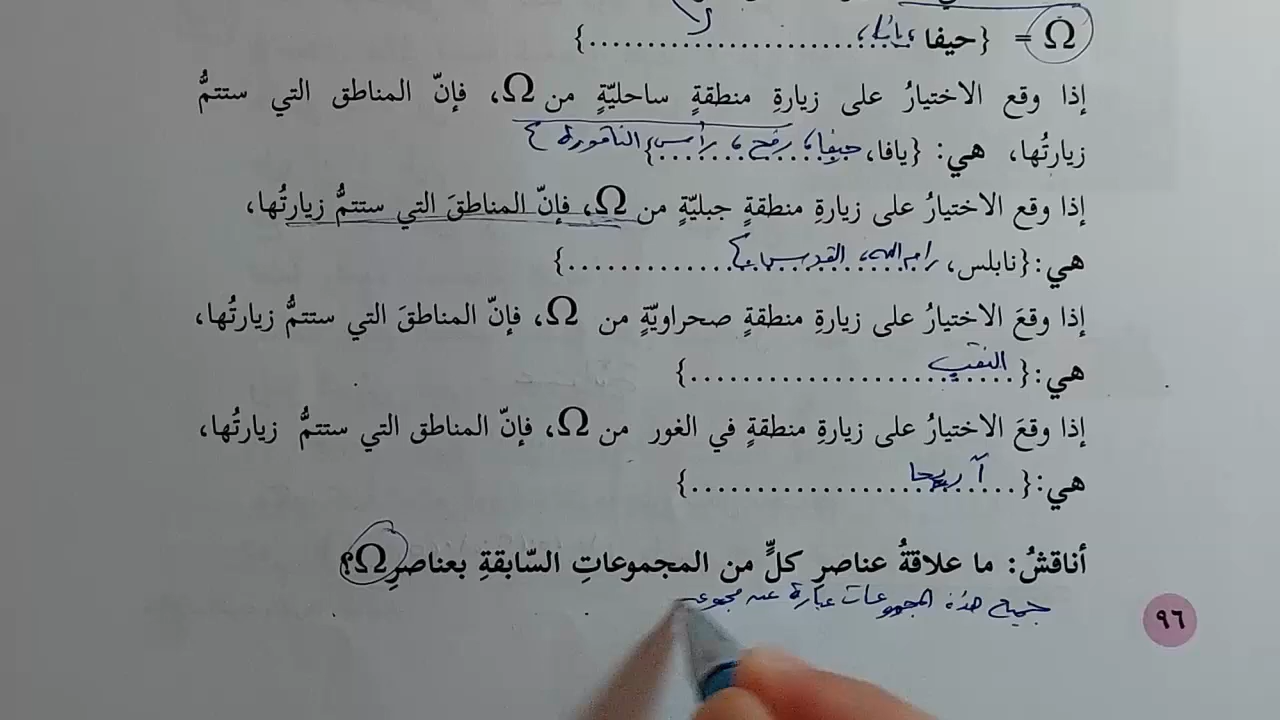 Ω = {حيفا ، يافا، ..............................}
إذا وقع الاختيارُ على زيارةِ منطقةٍ ساحليّةٍ من Ω، فإنّ المناطق التي ستتمُّ
زيارتُها، هي: {يافا، حيفا، رفح، رأس الناقورة}
إذا وقع الاختيارُ على زيارةِ منطقةٍ جبليّةٍ من Ω، فإنّ المناطقَ التي ستتمُّ زيارتُها،
هي:{نابلس، رام الله، القدس} ..............................}
إذا وقعَ الاختيارُ على زيارةِ منطقةٍ صحراويّةٍ من Ω، فإنّ المناطقَ التي ستتمُّ زيارتُها،
هي:{ النقب ..............................}
إذا وقعَ الاختيارُ على زيارةِ منطقةٍ في الغور من Ω، فإنّ المناطق التي ستتمُّ زيارتُها،
هي:{ أريحا ..............................}
أناقشُ: ما علاقةُ عناصرِ كلٍّ من المجموعاتِ السّابقةِ بعناصرِ Ω؟
جميع هذه المجموعات عبارة عن
٩٦